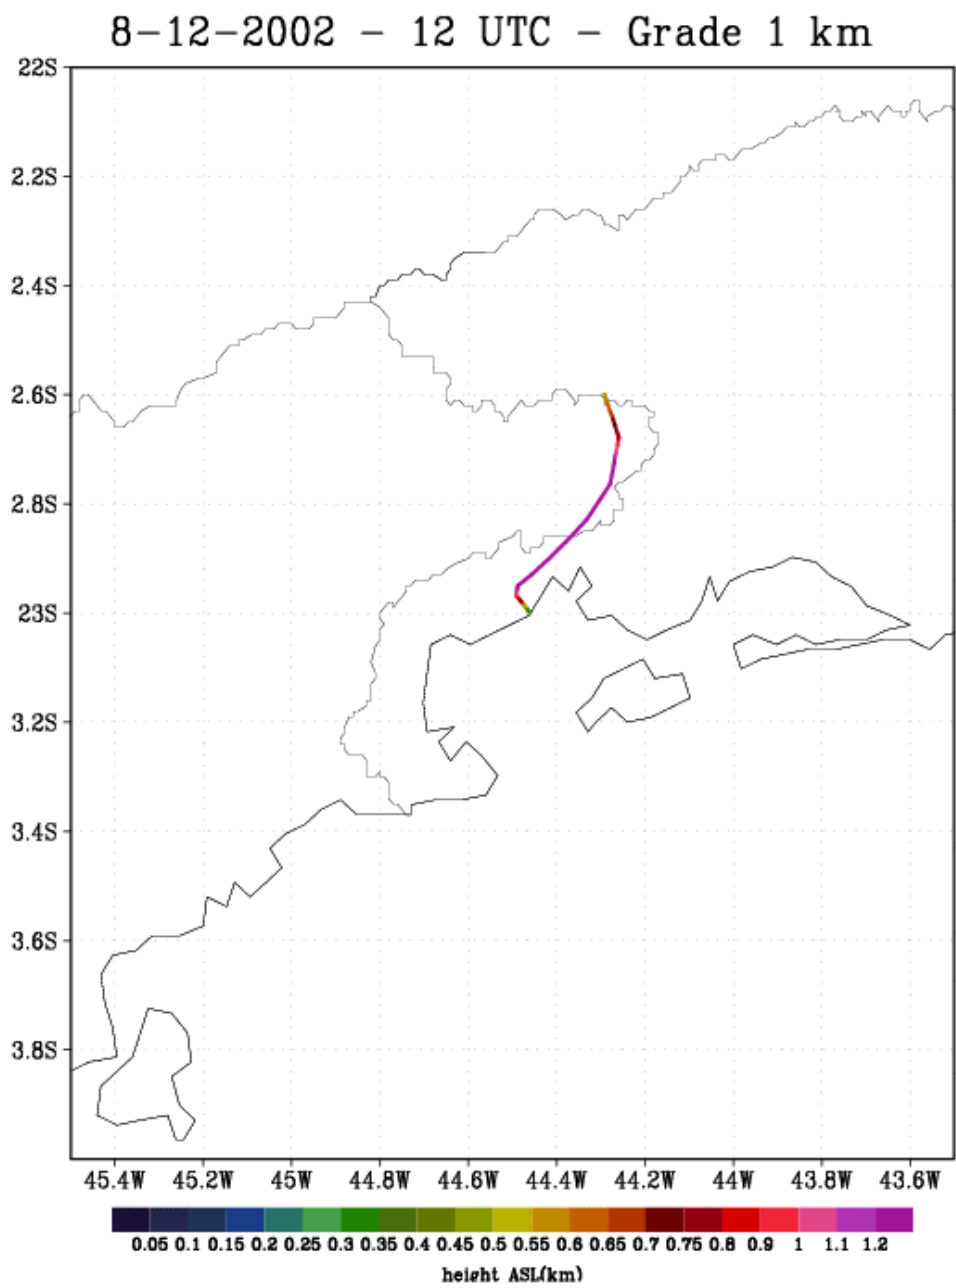 8-12-2002 - 12 UTC - Grade 1 km
22S
2.2S
2.4S
2.6S
2.8S
23S
3.2S
3.4S
3.6S
3.8S
45.4W 45.2W 45W 44.8W 44.6W 44.4W 44.2W 44W 43.8W 43.6W
0.05 0.1 0.15 0.2 0.25 0.3 0.35 0.4 0.45 0.5 0.55 0.6 0.65 0.7 0.75 0.8 0.9 1 1.1 1.2
height ASL(km)